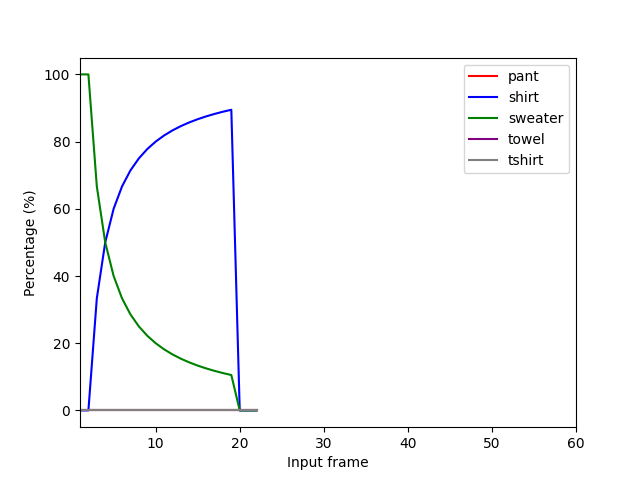 100
80
60
40
20
0
Percentage (%)
10 20 30 40 50 60
Input frame
pant
shirt
sweater
towel
tshirt